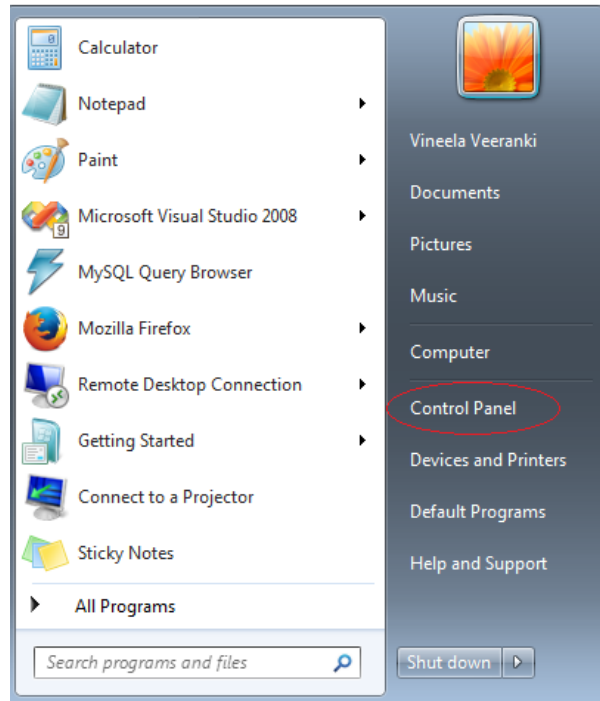 Calculator
Notepad
Paint
Microsoft Visual Studio 2008
9
MySQL Query Browser
Mozilla Firefox
Remote Desktop Connection
Getting Started
Connect to a Projector
Sticky Notes
All Programs
Search programs and files
Vineela Veeranki
Documents
Pictures
Music
Computer
Control Panel
Devices and Printers
Default Programs
Help and Support
Shut down